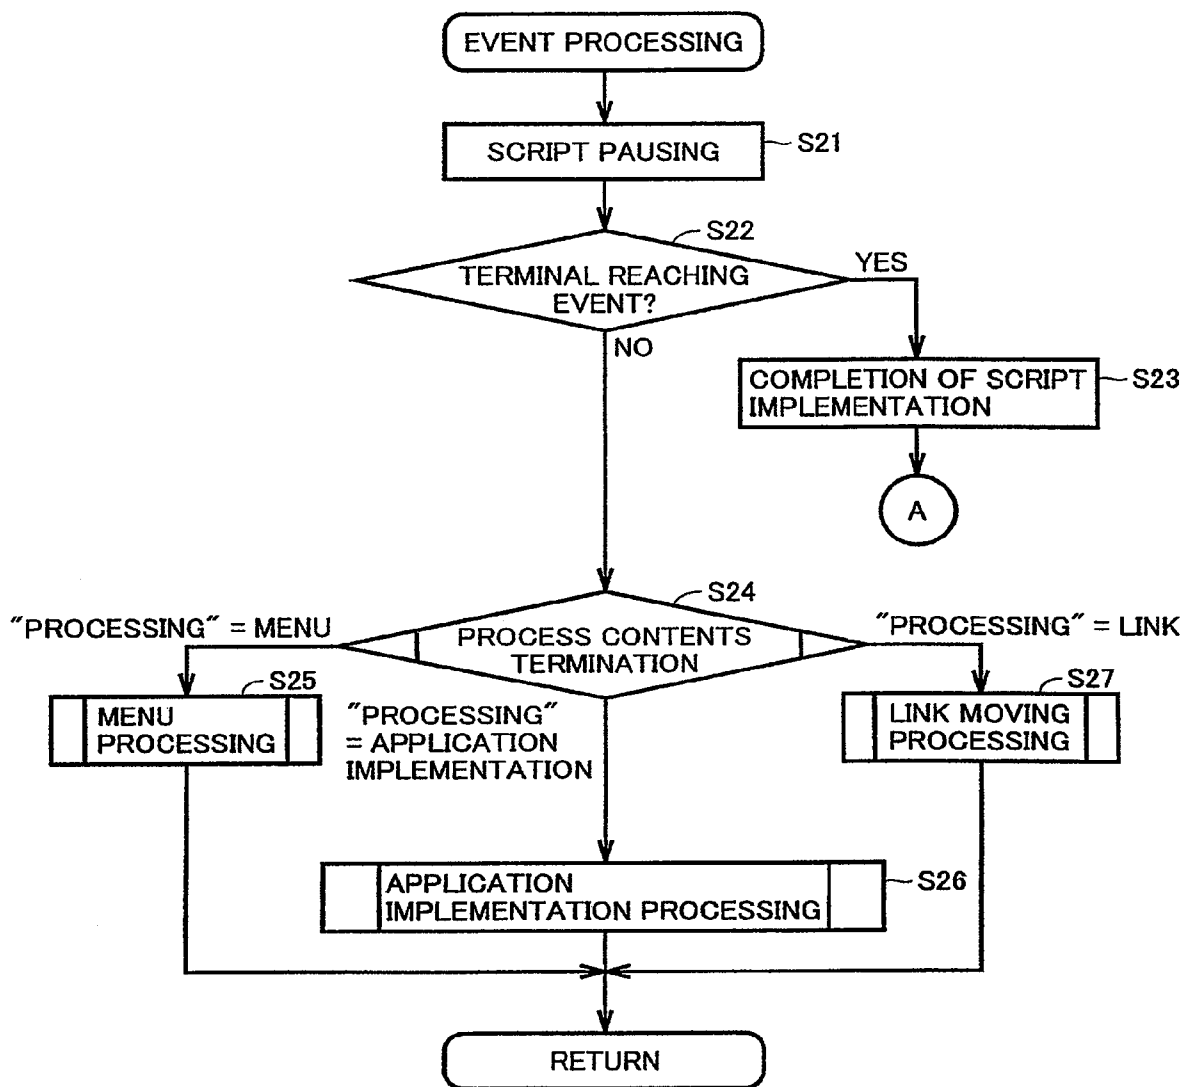 EVENT PROCESSING
SCRIPT PAUSING
S21
S22
TERMINAL REACHING
EVENT?
YES
NO
COMPLETION OF SCRIPT
IMPLEMENTATION
S23
A
S24
"PROCESSING" = MENU
PROCESS CONTENTS
TERMINATION
"PROCESSING" = LINK
S25
MENU
PROCESSING
"PROCESSING"
= APPLICATION
IMPLEMENTATION
S27
LINK MOVING
PROCESSING
APPLICATION
IMPLEMENTATION PROCESSING
S26
RETURN